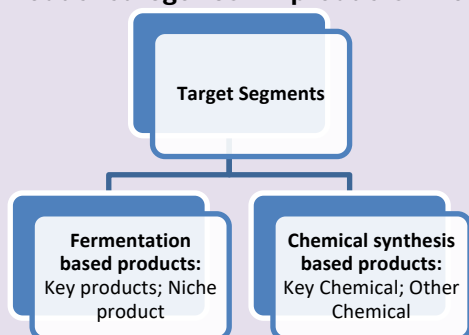 Target Segments
Fermentation
based products:
Key products; Niche
product
Chemical synthesis
based products:
Key Chemical; Other
Chemical